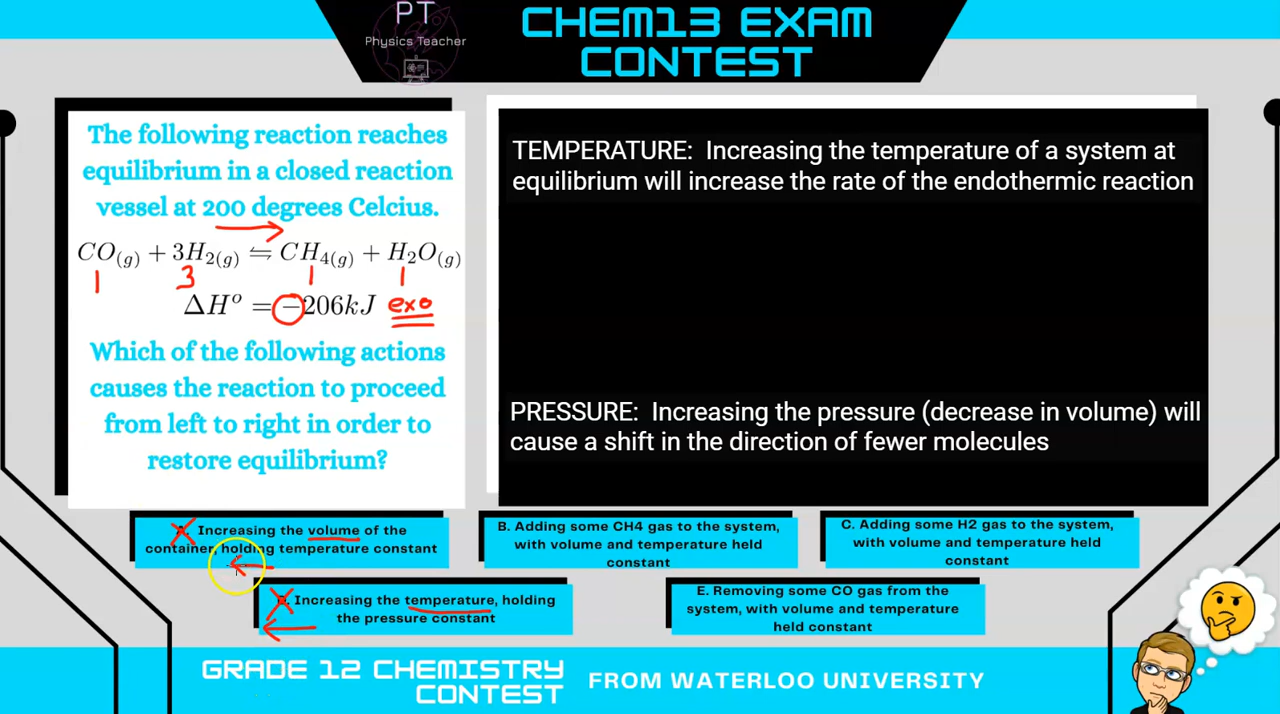 PT
Physics Teacher
CHEM13 EXAM
CONTEST
The following reaction reaches
equilibrium in a closed reaction
vessel at 200 degrees Celcius.
CO(g) + 3H2(g) ⇋ CH4(g) + H2O(g)
1 3 1 1
ΔH° = −206kJ exo
Which of the following actions
causes the reaction to proceed
from left to right in order to
restore equilibrium?
TEMPERATURE: Increasing the temperature of a system at
equilibrium will increase the rate of the endothermic reaction
PRESSURE: Increasing the pressure (decrease in volume) will
cause a shift in the direction of fewer molecules
Increasing the volume of the
container, holding temperature constant
B. Adding some CH4 gas to the system,
with volume and temperature held
constant
C. Adding some H2 gas to the system,
with volume and temperature held
constant
Increasing the temperature, holding
the pressure constant
E. Removing some CO gas from the
system, with volume and temperature
held constant
GRADE 12 CHEMISTRY
CONTEST
FROM WATERLOO UNIVERSITY